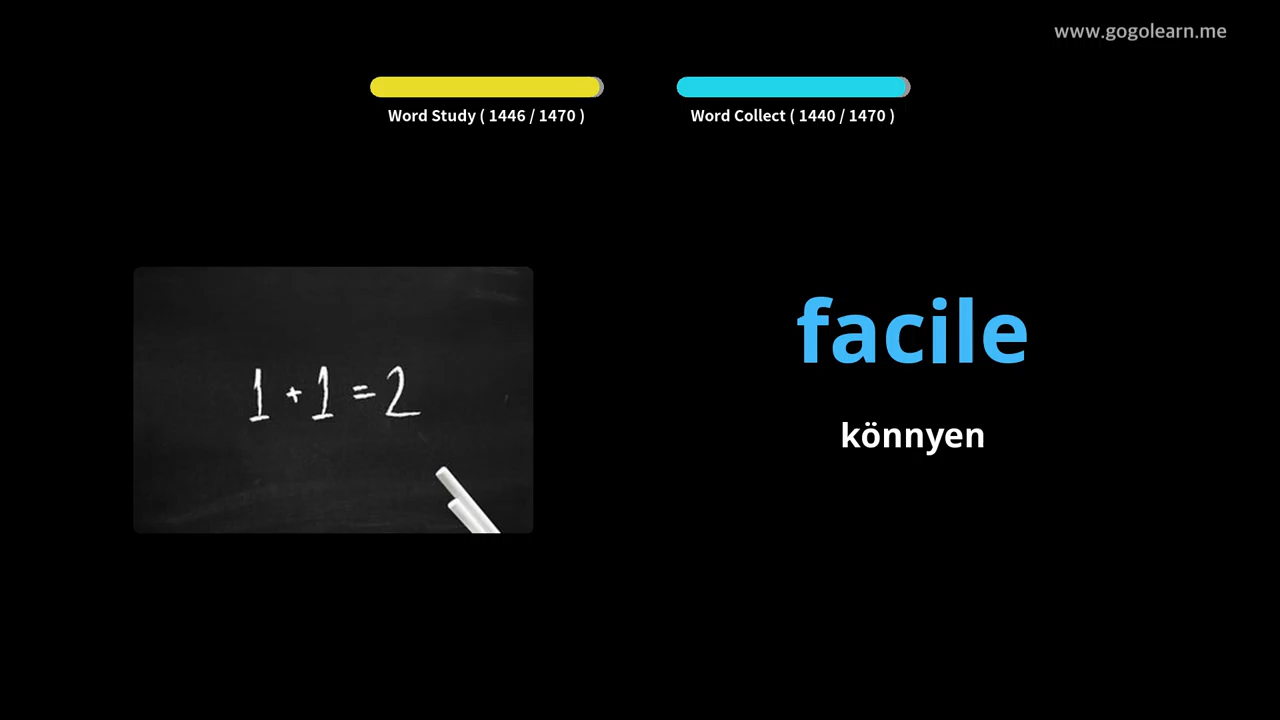 www.gogolearn.me
Word Study ( 1446 / 1470 )
Word Collect ( 1440 / 1470 )
1 + 1 = 2
facile
könnyen